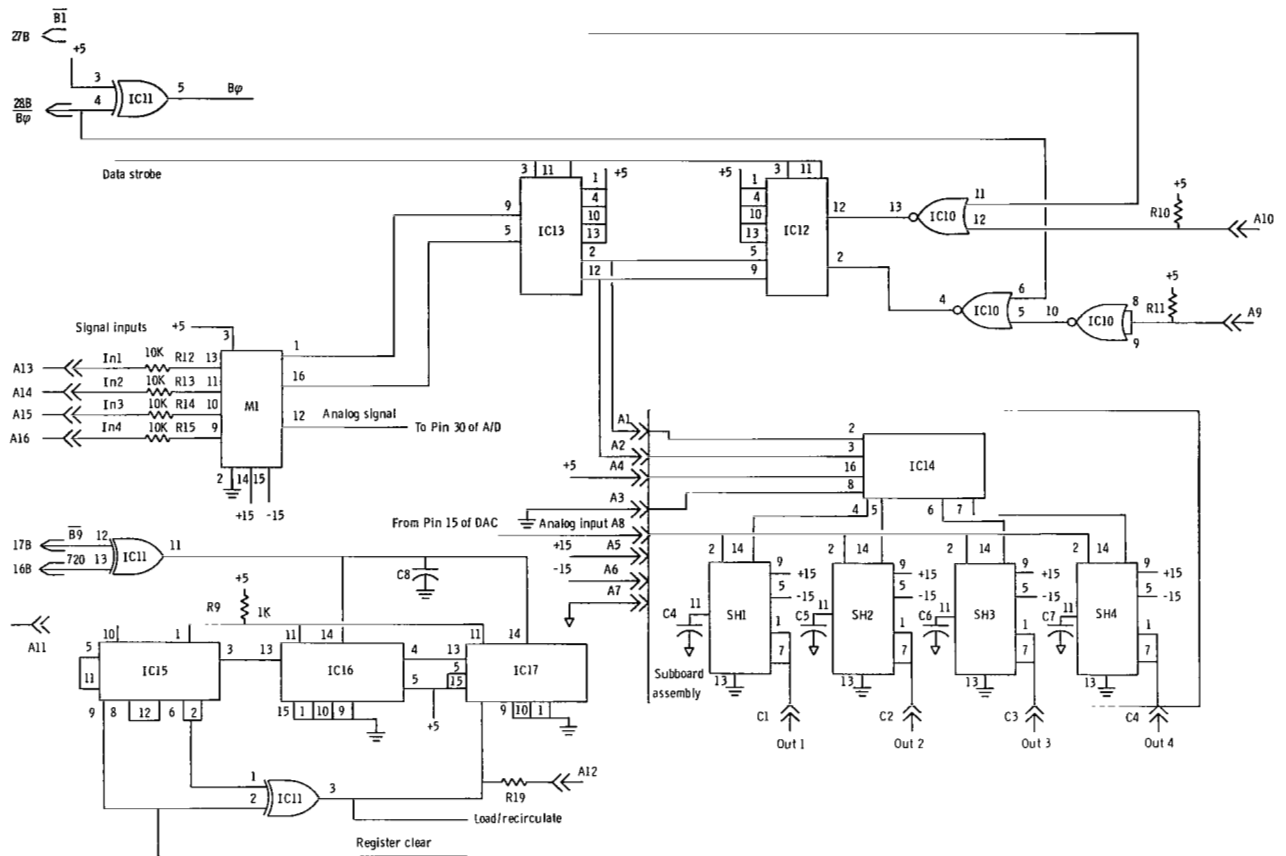 B1
27B
+5
3
4
IC11
5
Bφ
28B
Bφ
Data strobe
3 11
1
4
10
13
2
12
+5
9
5
IC13
+5
3 11
1
4
10
13
5
9
IC12
12
2
13
IC10
11
12
+5
R10
A10
4
IC10
6
5
10
IC10
8
9
+5
R11
A9
Signal inputs
+5
3
A13 In1 10K R12 13
A14 In2 10K R13 11
A15 In3 10K R14 10
A16 In4 10K R15 9
M1
1
16
12
Analog signal
To Pin 30 of A/D
2 14 15
+15 -15
A1
A2
+5 A4
A3
From Pin 15 of DAC
Analog input A8
+15 A5
-15 A6
A7
2
3
16
8
IC14
4 5 6 7
17B B9 12
16B 720 13
IC11
11
C8
+5
R9 1K
A11
5
11
10 1
IC15
9 8 12 6 2
3 13
11 14
IC16
15 1 10 9
4 13
5
+5
11 14
5
15
IC17
9 10 1
2 14
C4 11
SH1
9 +15
5 -15
1
7
13
2 14
C5 11
SH2
9 +15
5 -15
1
7
13
2 14
C6 11
SH3
9 +15
5 -15
1
7
13
2 14
C7 11
SH4
9 +15
5 -15
1
7
13
Subboard
assembly
C1 C2 C3 C4
Out 1 Out 2 Out 3 Out 4
1
2
IC11
3
R19
A12
Load/recirculate
Register clear